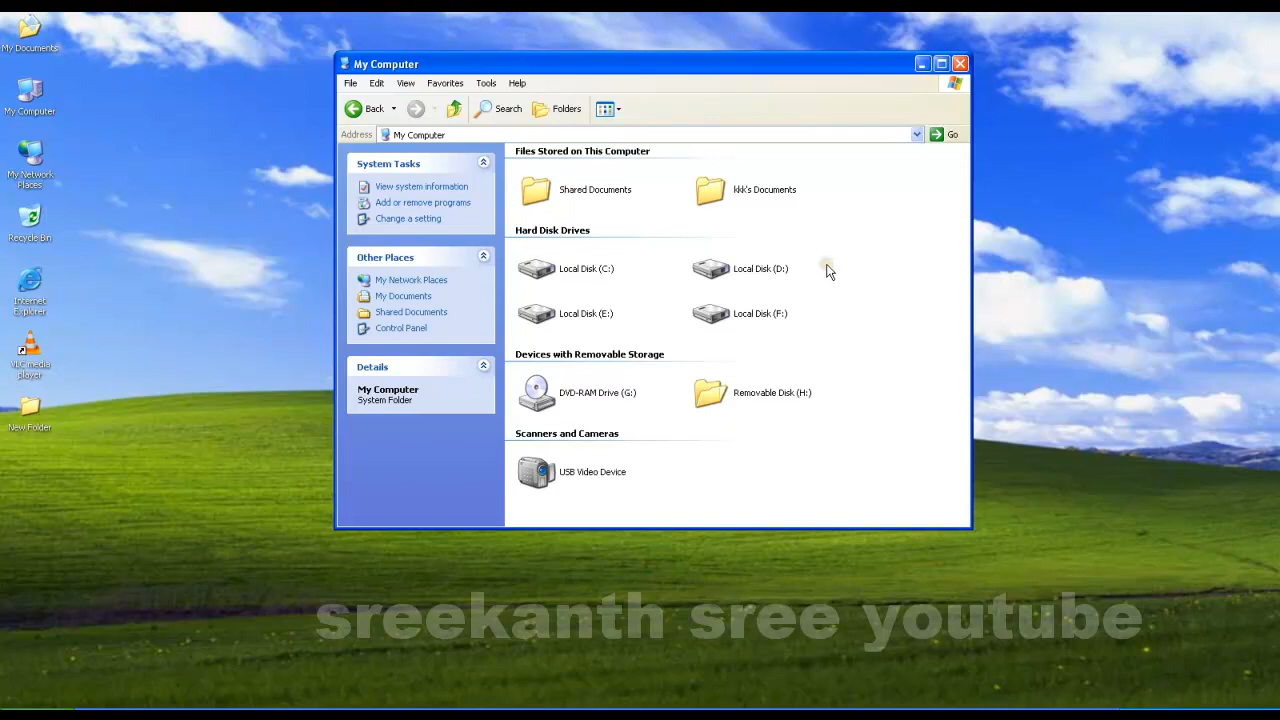 My Documents
My Computer
My Network
Places
Recycle Bin
Internet
Explorer
VLC media
player
New Folder
My Computer
File Edit View Favorites Tools Help
Back Search Folders
Address My Computer Go
System Tasks
View system information
Add or remove programs
Change a setting
Other Places
My Network Places
My Documents
Shared Documents
Control Panel
Details
My Computer
System Folder
Files Stored on This Computer
Shared Documents kkk's Documents
Hard Disk Drives
Local Disk (C:) Local Disk (D:)
Local Disk (E:) Local Disk (F:)
Devices with Removable Storage
DVD-RAM Drive (G:) Removable Disk (H:)
Scanners and Cameras
USB Video Device
sreekanth sree youtube